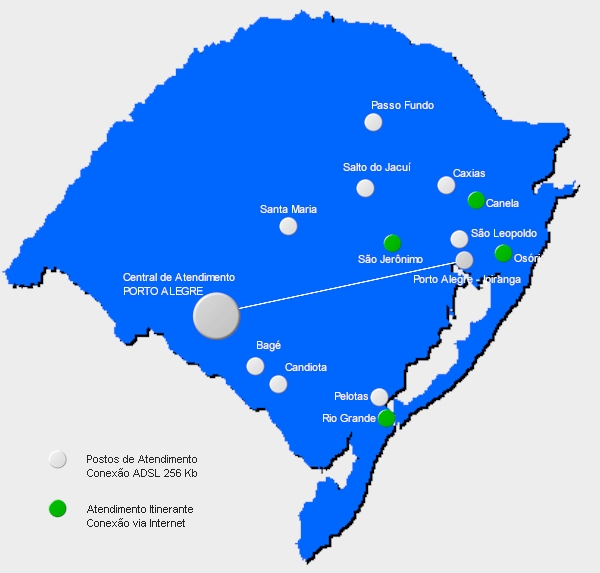 Passo Fundo
Salto do Jacuí
Caxias
Canela
Santa Maria
São Leopoldo
São Jerônimo
Osóri
Central de Atendimento
PORTO ALEGRE
Porto Alegre - Ipiranga
Bagé
Candiota
Pelotas
Rio Grande
Postos de Atendimento
Conexão ADSL 256 Kb
Atendimento Itinerante
Conexão via Internet